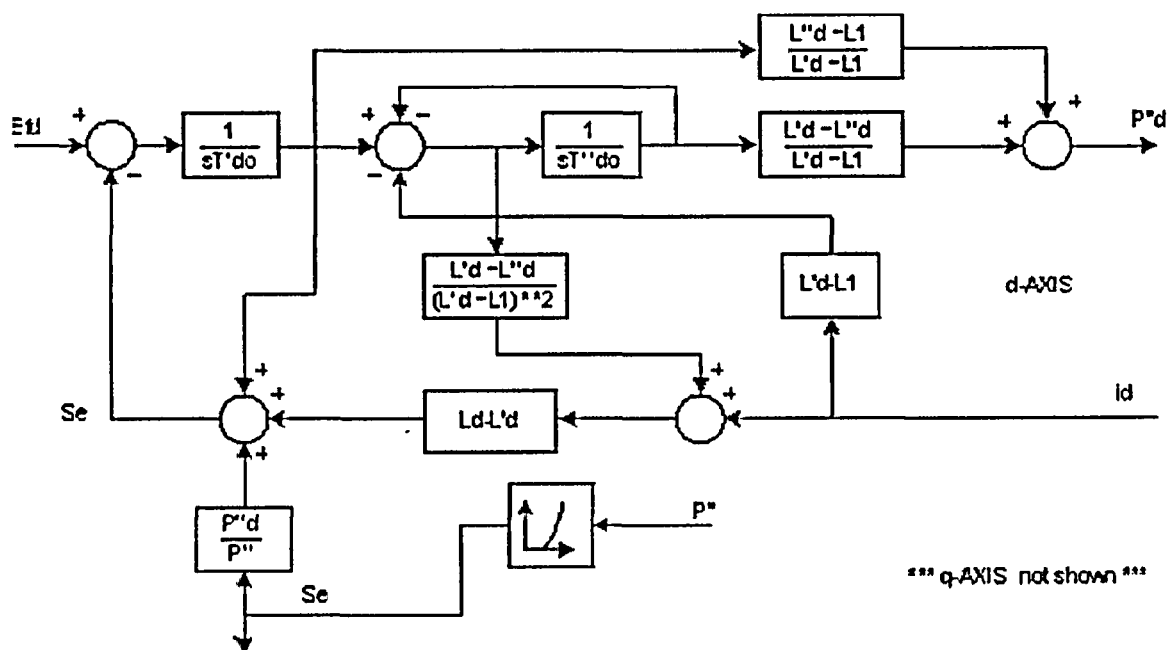 L"d-L1
L'd-L1
Efd
+
-
1
sT'do
+
-
-
1
sT"do
L'd-L"d
L'd-L1
+
+
P"d
L'd-L"d
(L'd-L1)**2
L'd-L1
d-AXIS
Se
+
+
+
Ld-L'd
+
+
id
P"d
P"
P"
Se
*** q-AXIS not shown ***